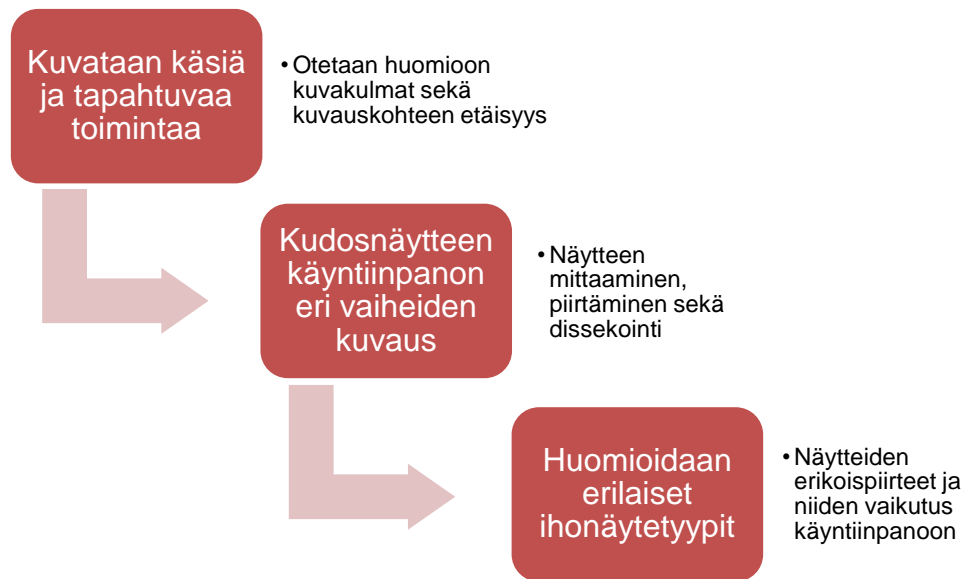 Kuvataan käsiä
ja tapahtuvaa
toimintaa
• Otetaan huomioon
kuvakulmat sekä
kuvauskohteen etäisyys
Kudosnäytteen
käyntiinpanon
eri vaiheiden
kuvaus
• Näytteen
mittaaminen,
piirtäminen sekä
dissekointi
Huomioidaan
erilaiset
ihonäytetyypit
• Näytteiden
erikoispiirteet ja
niiden vaikutus
käyntiinpanoon